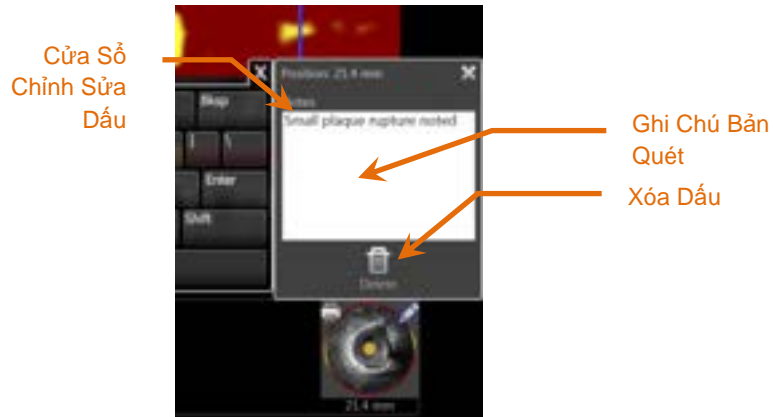 Cửa Sổ
Chỉnh Sửa
Dấu
Position: 21.4 mm
Notes
Small plaque rupture noted
Bksp
[ \
Enter
Shift
Delete
21.4 mm
Ghi Chú Bản
Quét
Xóa Dấu